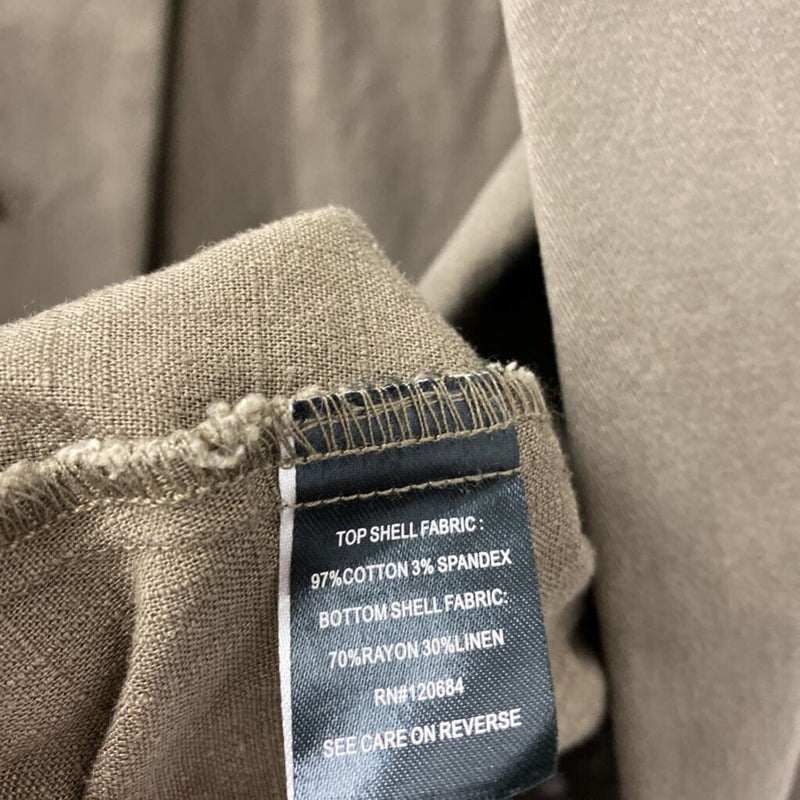 TOP SHELL FABRIC :
97%COTTON 3% SPANDEX
BOTTOM SHELL FABRIC:
70%RAYON 30%LINEN
RN#120684
SEE CARE ON REVERSE